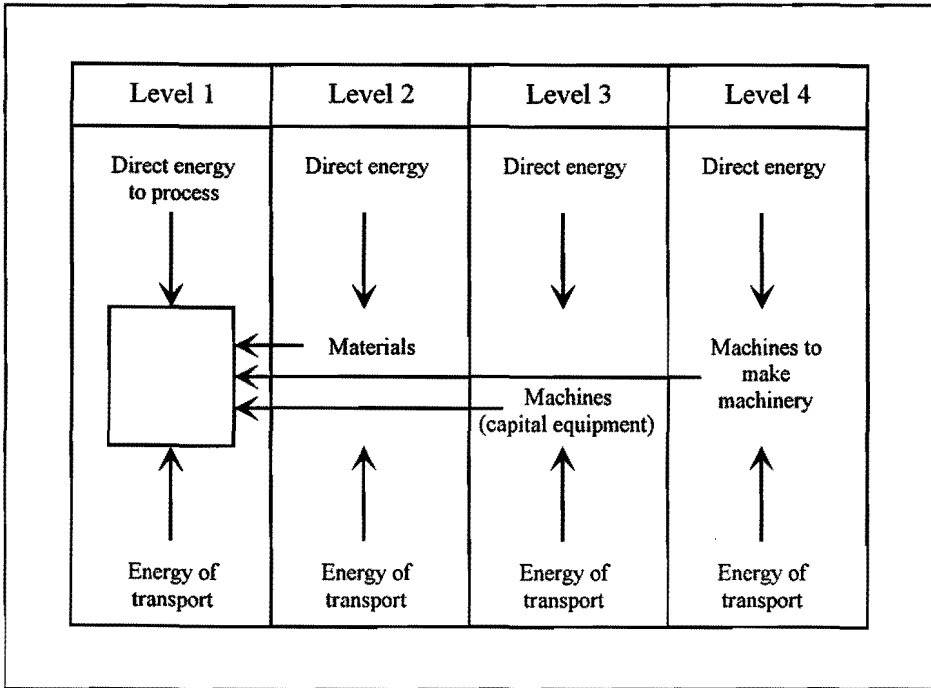 Level 1
Level 2
Level 3
Level 4
Direct energy
to process
Direct energy
Direct energy
Direct energy
Materials
Machines
(capital equipment)
Machines to
make
machinery
Energy of
transport
Energy of
transport
Energy of
transport
Energy of
transport